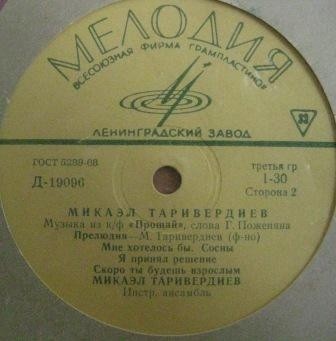 МЕЛОДИЯ
ВСЕСОЮЗНАЯ ФИРМА ГРАМПЛАСТИНОК
33
ЛЕНИНГРАДСКИЙ ЗАВОД
ГОСТ 5289-68
третья гр
Д-19096
1-30
Сторона 2
МИКАЭЛ ТАРИВЕРДИЕВ
Музыка из к/ф «Прощай», слова Г. Поженяна
Прелюдия—М. Таривердиев (ф-но)
Мне хотелось бы. Сосны
Я принял решение
Скоро ты будешь взрослым
МИКАЭЛ ТАРИВЕРДИЕВ
Инстр. ансамбль